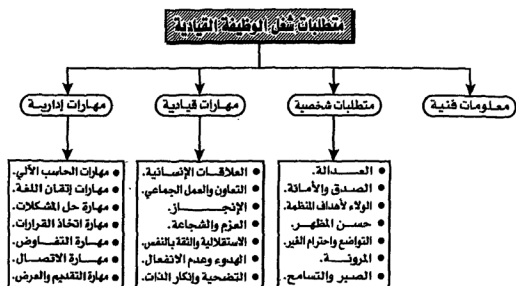 متطلبات شغل الوظيفة القيادية
معلومات فنية
متطلبات شخصية
مهارات قيادية
مهارات إدارية
• العدالة.
• الصدق والأمانة.
• الولاء لأهداف المنظمة.
• حسن المظهر.
• التواضع واحترام الغير.
• المرونة.
• الصبر والتسامح.
• العلاقات الإنسانية.
• التعاون والعمل الجماعي.
• الإنجاز.
• العزم والشجاعة.
• الاستقلالية والثقة بالنفس.
• الهدوء وعدم الانفعال.
• التضحية وإنكار الذات.
• مهارات الحاسب الآلي.
• مهارات إتقان اللغة.
• مهارة حل المشكلات.
• مهارة اتخاذ القرارات.
• مهارة التفاوض.
• مهارة الاتصال.
• مهارة التقديم والعرض.